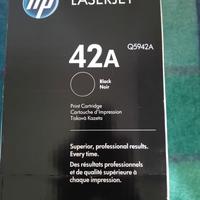 hp LASERJET
42A
Q5942A
Black
Noir
Print Cartridge
Cartouche d'Impression
Tisková Kazeta
Superior, professional results.
Every time.
Des résultats professionnels
et de qualité supérieure à
chaque impression.